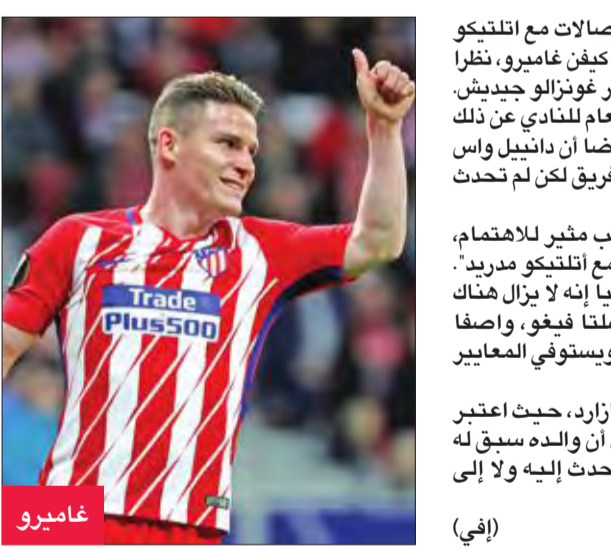 صالات مع اتلتيكو
كيفن غاميرو، نظرا
ر غونزالو جيديش.
عام للنادي عن ذلك
ضا أن دانييل واس
فريق لكن لم تحدث
ب مثير للاهتمام،
مع أتلتيكو مدريد".
يا إنه لا يزال هناك
ملتا فيغو، واصفا
ويستوفي المعايير
زارد، حيث اعتبر
أن والده سبق له
حدث إليه ولا إلى
(إفي)
Trade
Plus500
غاميرو